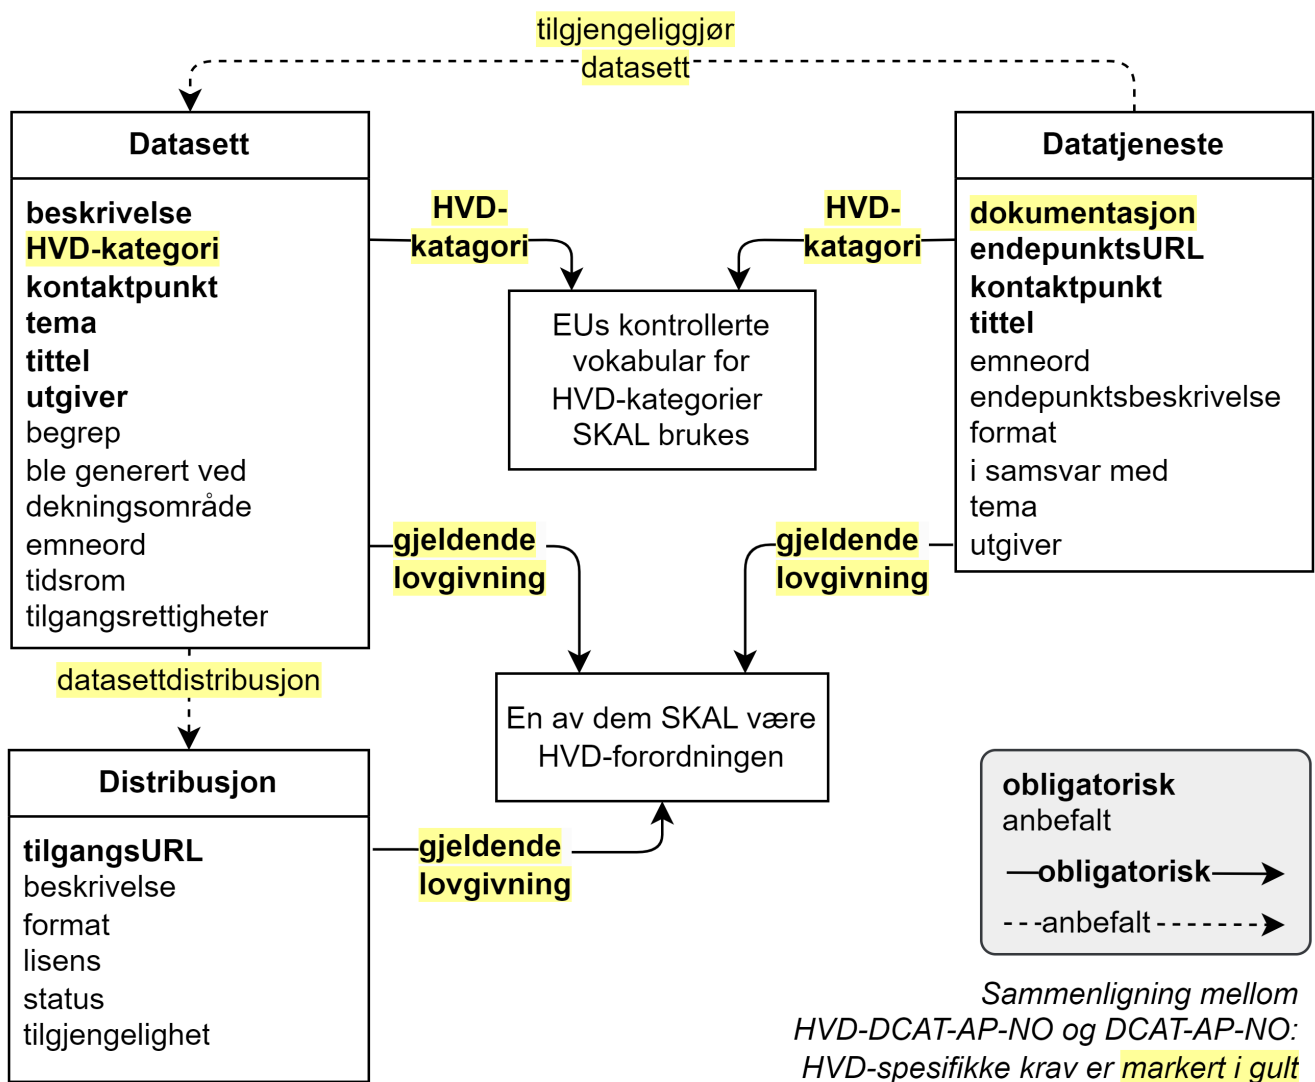 tilgjengeliggjør
datasett
Datasett
beskrivelse
HVD-kategori
kontaktpunkt
tema
tittel
utgiver
begrep
ble generert ved
dekningsområde
emneord
tidsrom
tilgangsrettigheter
HVD-
katagori
HVD-
katagori
EUs kontrollerte
vokabular for
HVD-kategorier
SKAL brukes
Datatjeneste
dokumentasjon
endepunktsURL
kontaktpunkt
tittel
emneord
endepunktsbeskrivelse
format
i samsvar med
tema
utgiver
gjeldende
lovgivning
gjeldende
lovgivning
datasettdistribusjon
En av dem SKAL være
HVD-forordningen
Distribusjon
tilgangsURL
beskrivelse
format
lisens
status
tilgjengelighet
gjeldende
lovgivning
obligatorisk
anbefalt
obligatorisk
anbefalt
Sammenligning mellom
HVD-DCAT-AP-NO og DCAT-AP-NO:
HVD-spesifikke krav er markert i gult